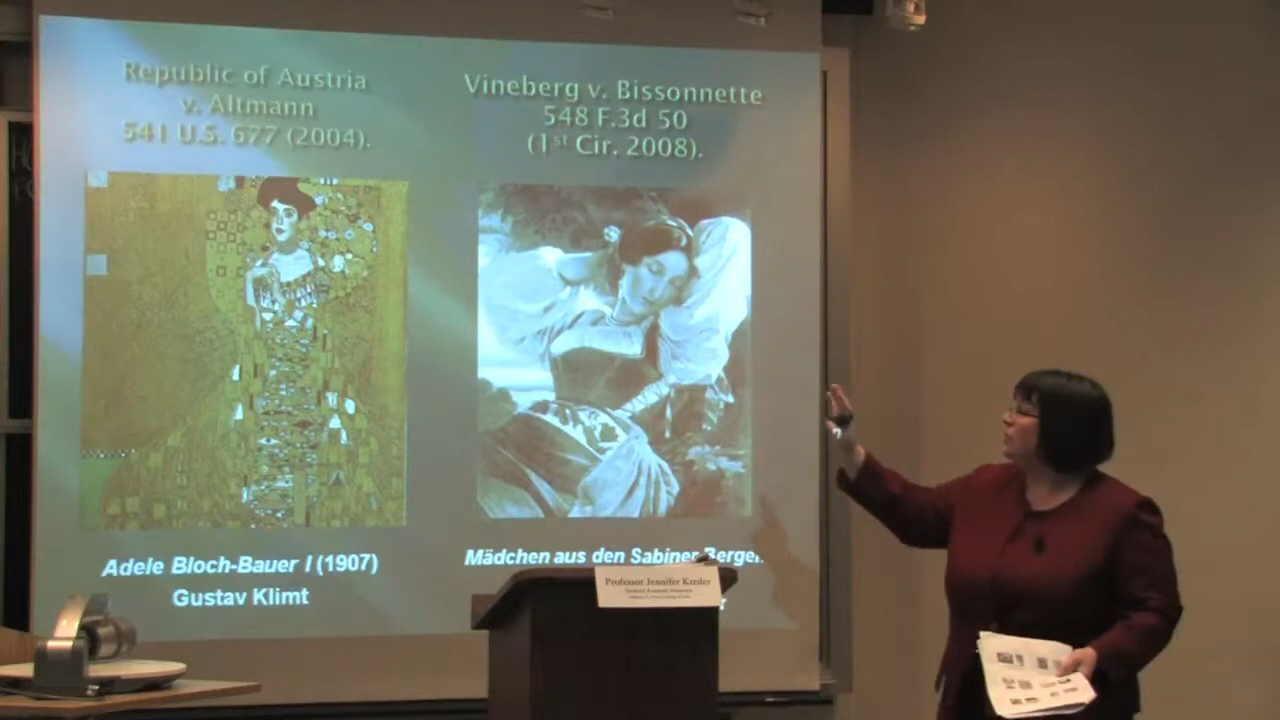 Republic of Austria
v. Altmann
541 U.S. 677 (2004).
Vineberg v. Bissonnette
548 F.3d 50
(1st Cir. 2008).
Adele Bloch-Bauer I (1907)
Gustav Klimt
Mädchen aus den Sabiner Bergen
Professor Jennifer Kreder